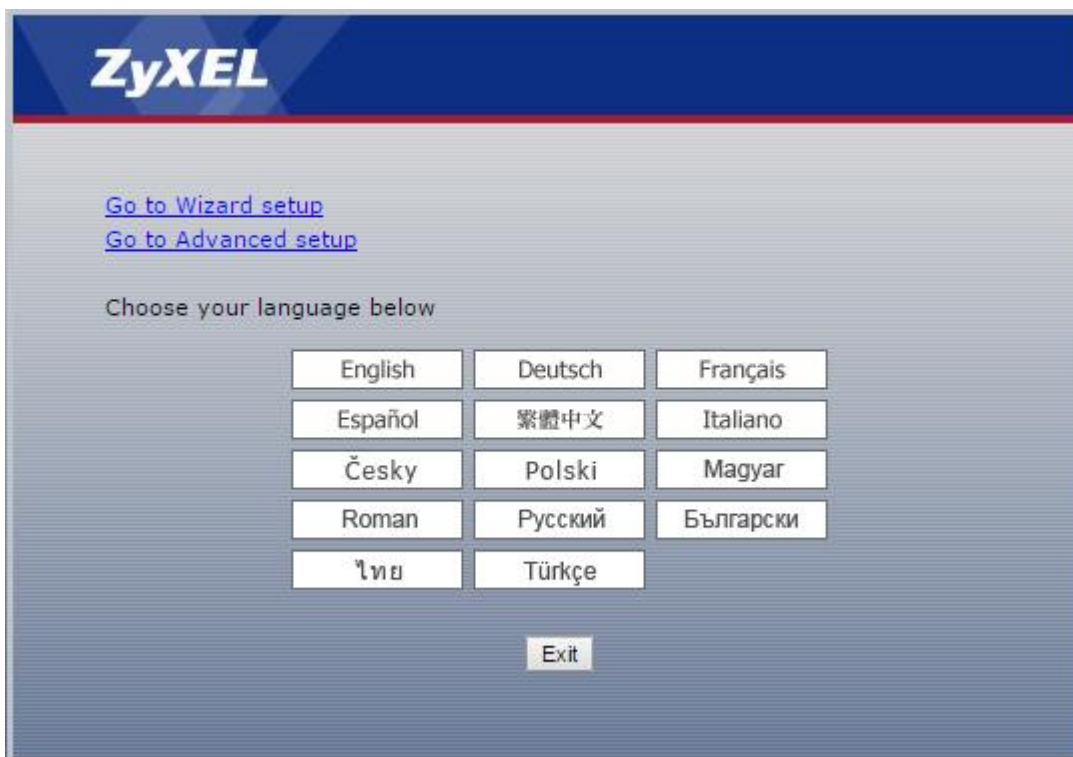 ZyXEL
Go to Wizard setup
Go to Advanced setup
Choose your language below
English Deutsch Français
Español 繁體中文 Italiano
Česky Polski Magyar
Roman Русский Български
ไทย Türkçe
Exit